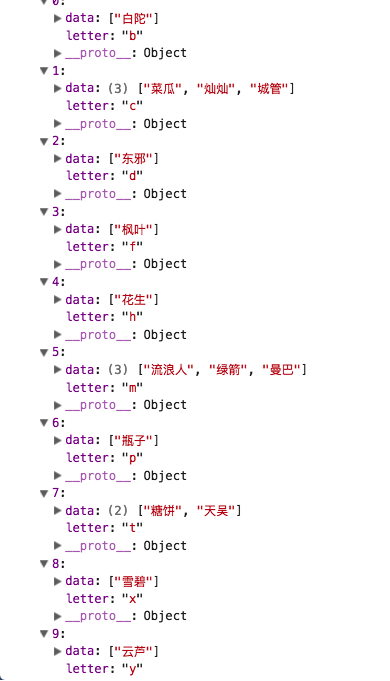 0:
data: ["白陀"]
letter: "b"
__proto__: Object
1:
data: (3) ["菜瓜", "灿灿", "城管"]
letter: "c"
__proto__: Object
2:
data: ["东邪"]
letter: "d"
__proto__: Object
3:
data: ["枫叶"]
letter: "f"
__proto__: Object
4:
data: ["花生"]
letter: "h"
__proto__: Object
5:
data: (3) ["流浪人", "绿箭", "曼巴"]
letter: "m"
__proto__: Object
6:
data: ["瓶子"]
letter: "p"
__proto__: Object
7:
data: (2) ["糖饼", "天吴"]
letter: "t"
__proto__: Object
8:
data: ["雪碧"]
letter: "x"
__proto__: Object
9:
data: ["云芦"]
letter: "y"